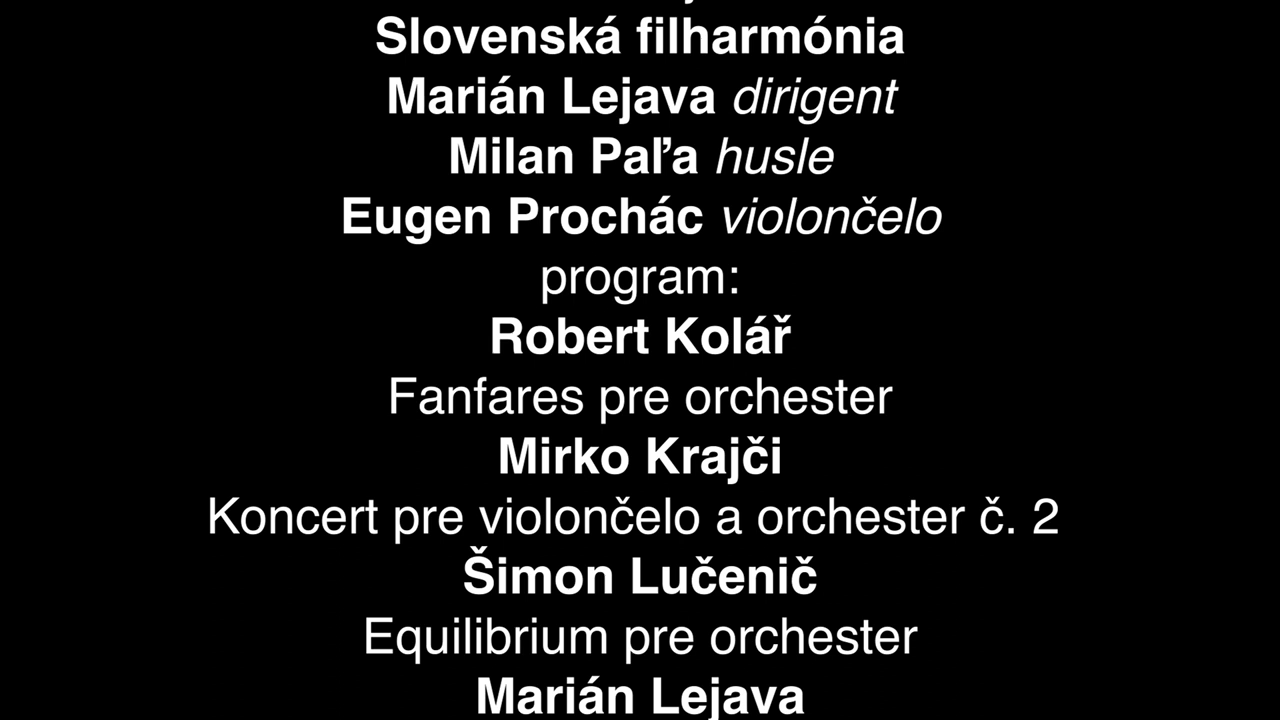 Slovenská filharmónia
Marián Lejava dirigent
Milan Paľa husle
Eugen Prochác violončelo
program:
Robert Kolář
Fanfares pre orchester
Mirko Krajči
Koncert pre violončelo a orchester č. 2
Šimon Lučenič
Equilibrium pre orchester
Marián Lejava